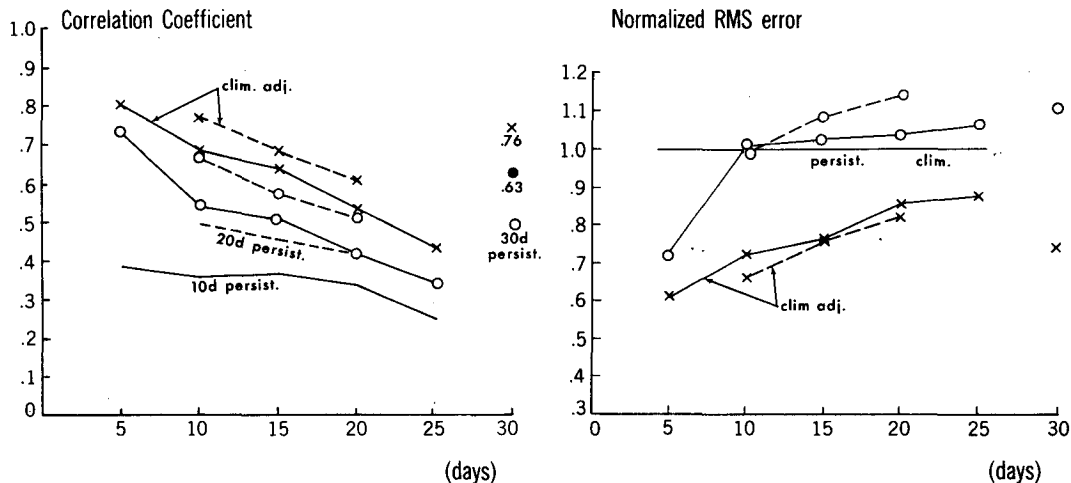 Correlation Coefficient
1.0
.9
.8
.7
.6
.5
.4
.3
.2
.1
0
clim. adj.
20d persist.
10d persist.
.76
.63
30d
persist.
5 10 15 20 25 30
(days)
Normalized RMS error
1.2
1.1
1.0
.9
.8
.7
.6
.5
.4
.3
persist. clim.
clim adj.
0 5 10 15 20 25 30
(days)